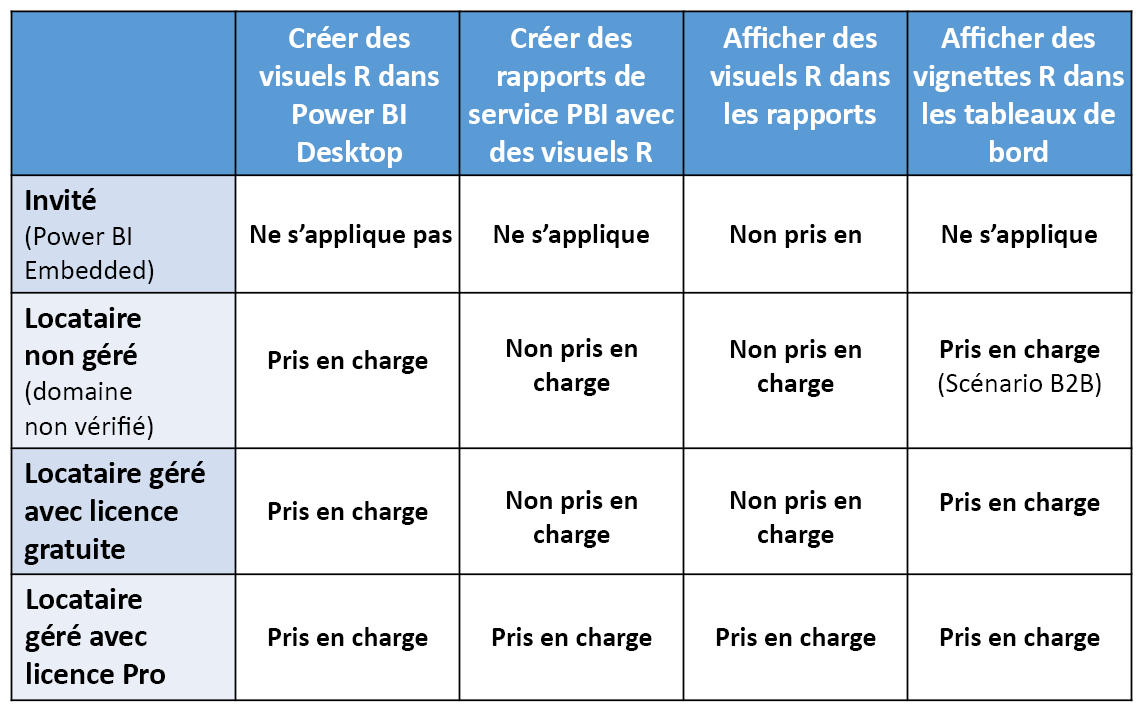 Créer des
visuels R dans
Power BI
Desktop
Créer des
rapports de
service PBI avec
des visuels R
Afficher des
visuels R dans
les rapports
Afficher des
vignettes R dans
les tableaux de
bord
Invité
(Power BI
Embedded)
Ne s’applique pas
Ne s’applique
Non pris en
Ne s’applique
Locataire
non géré
(domaine
non vérifié)
Pris en charge
Non pris en
charge
Non pris en
charge
Pris en charge
(Scénario B2B)
Locataire géré
avec licence
gratuite
Pris en charge
Non pris en
charge
Non pris en
charge
Pris en charge
Locataire
géré avec
licence Pro
Pris en charge
Pris en charge
Pris en charge
Pris en charge